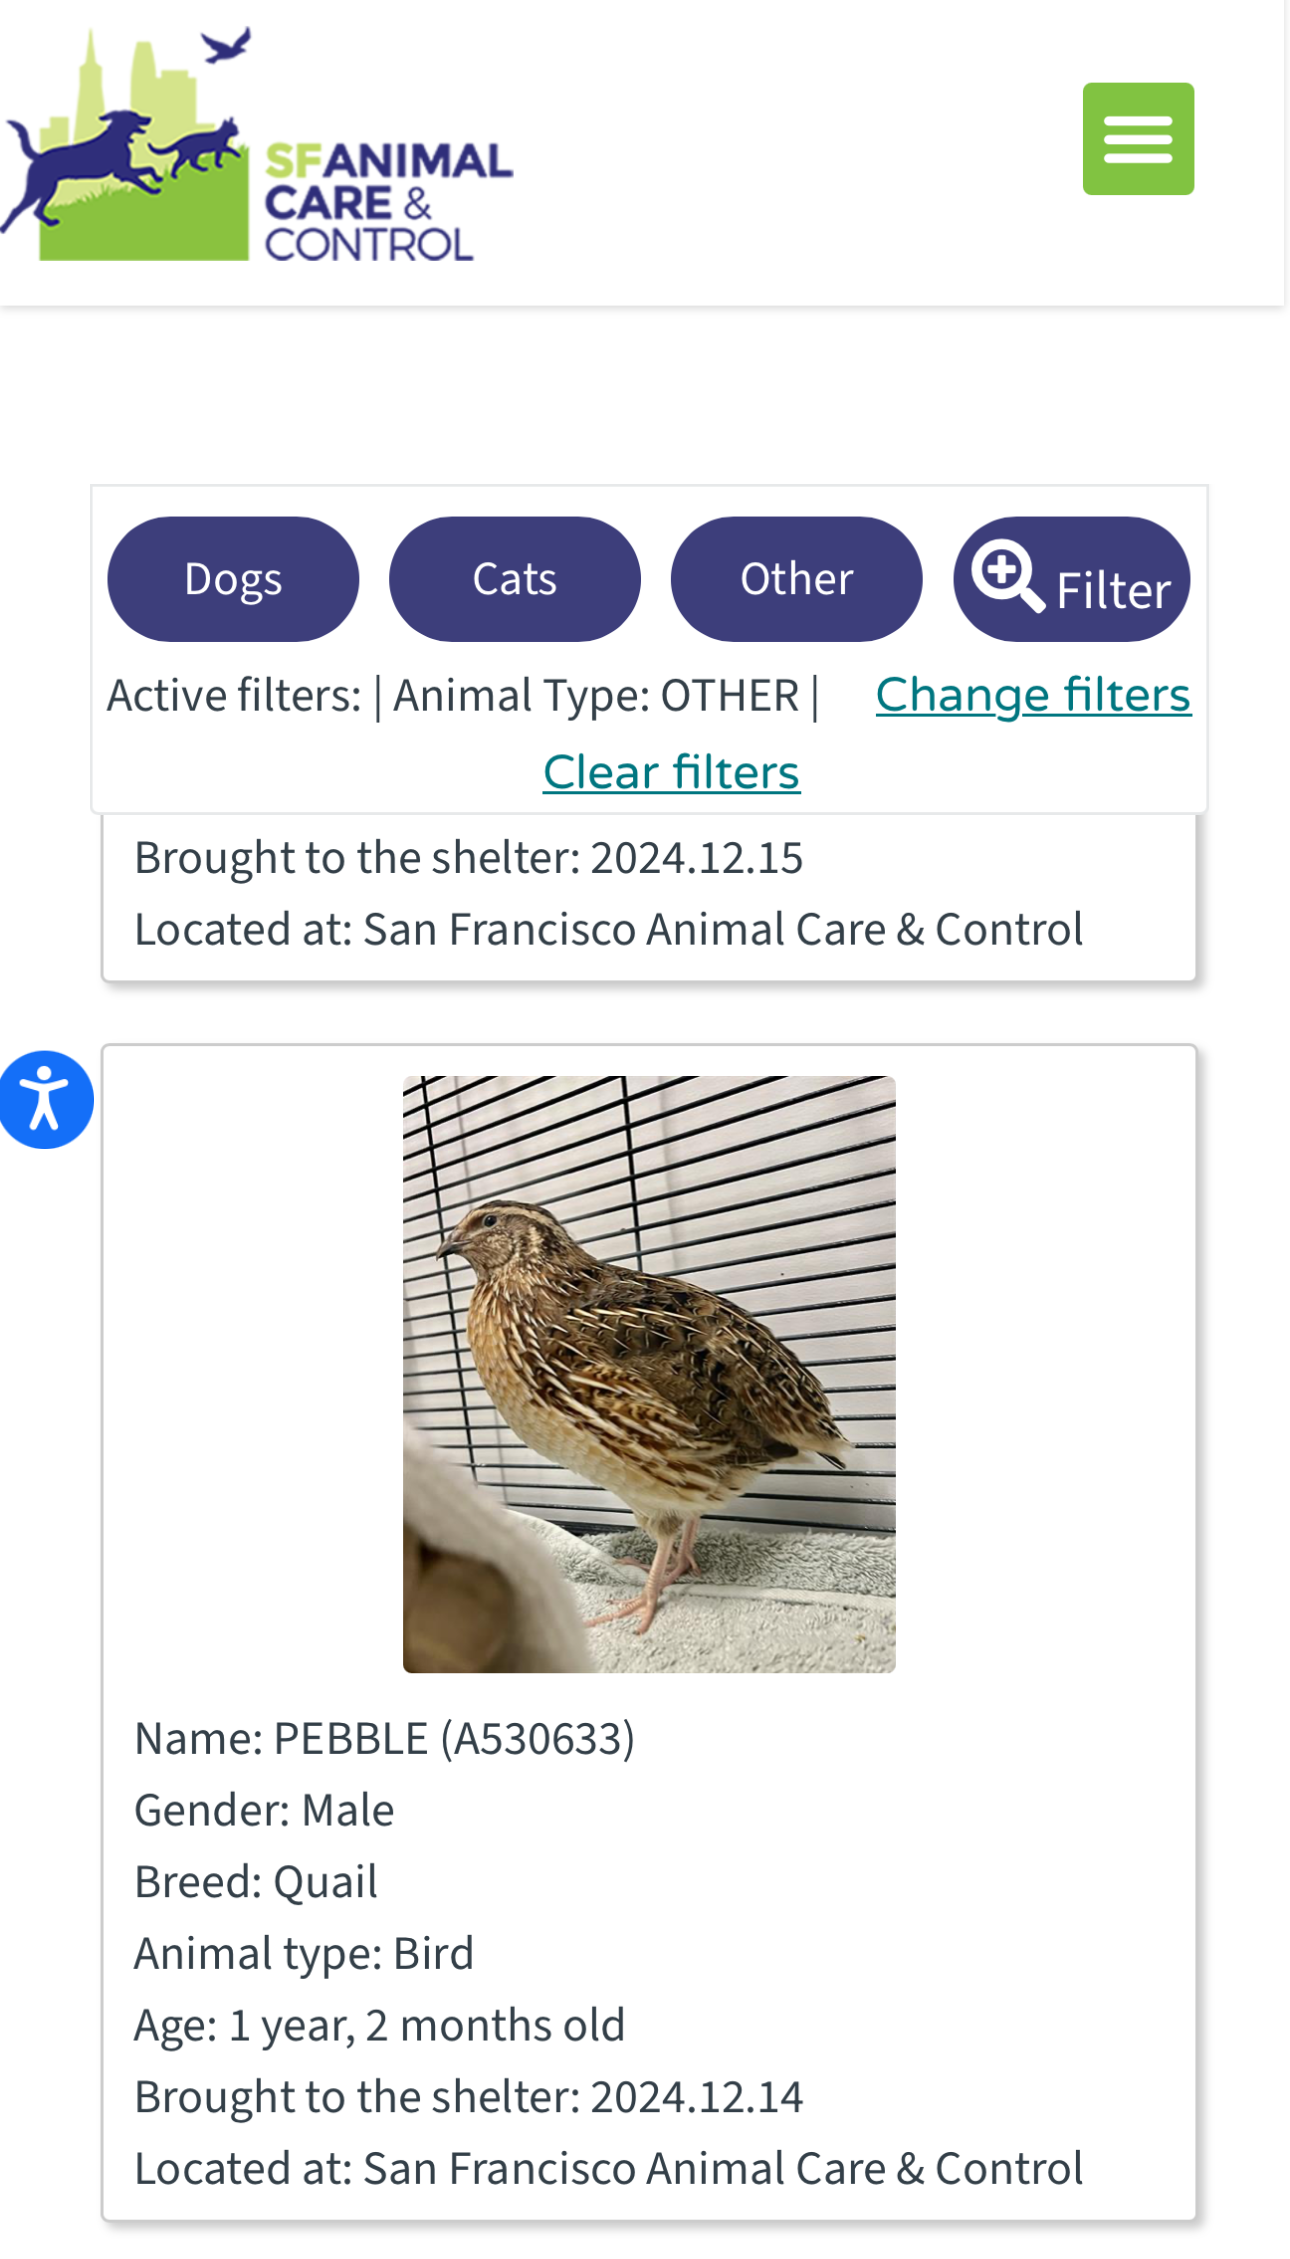 SFANIMAL
CARE &
CONTROL
Dogs
Cats
Other
Filter
Active filters: | Animal Type: OTHER |
Change filters
Clear filters
Brought to the shelter: 2024.12.15
Located at: San Francisco Animal Care & Control
Name: PEBBLE (A530633)
Gender: Male
Breed: Quail
Animal type: Bird
Age: 1 year, 2 months old
Brought to the shelter: 2024.12.14
Located at: San Francisco Animal Care & Control